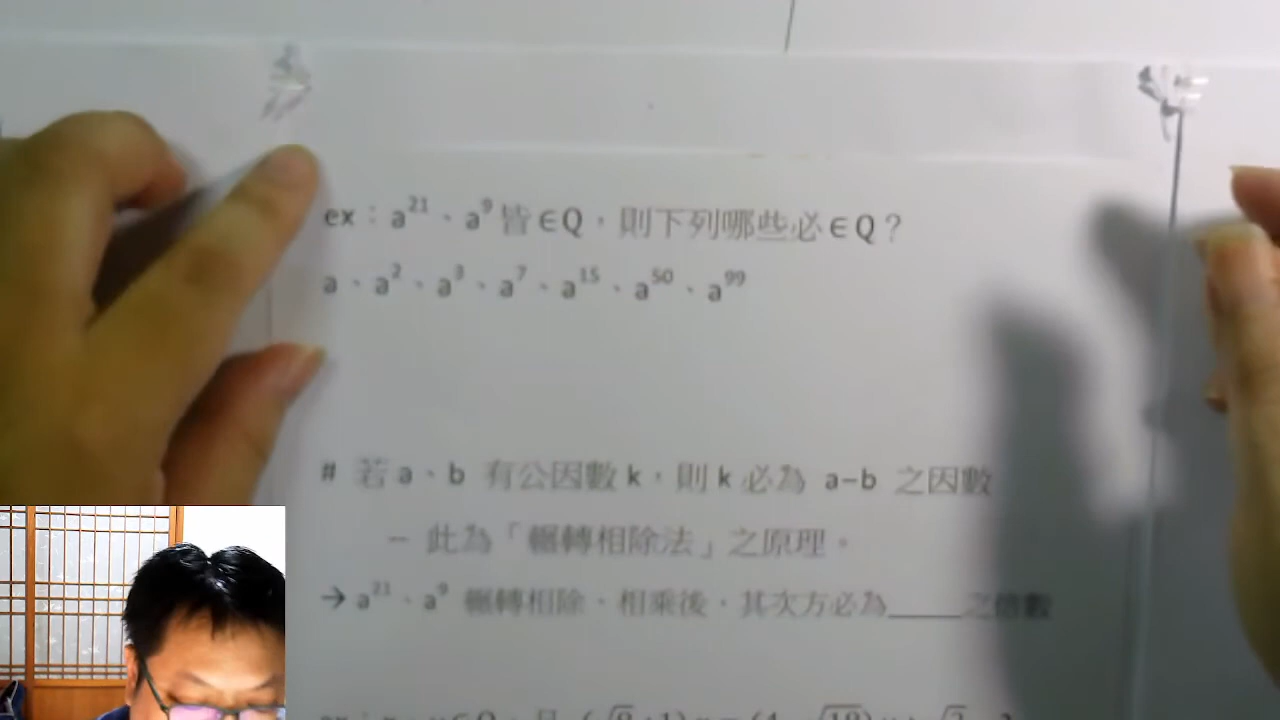 ex：a²¹、a⁹ 皆 ∈Q，則下列哪些必 ∈Q？
a、a²、a³、a⁷、a¹⁵、a⁵⁰、a⁹⁹
# 若 a、b 有公因數 k，則 k 必為 a−b 之因數
− 此為「輾轉相除法」之原理。
→ a²¹、a⁹ 輾轉相除、相乘後，其次方必為_____之倍數